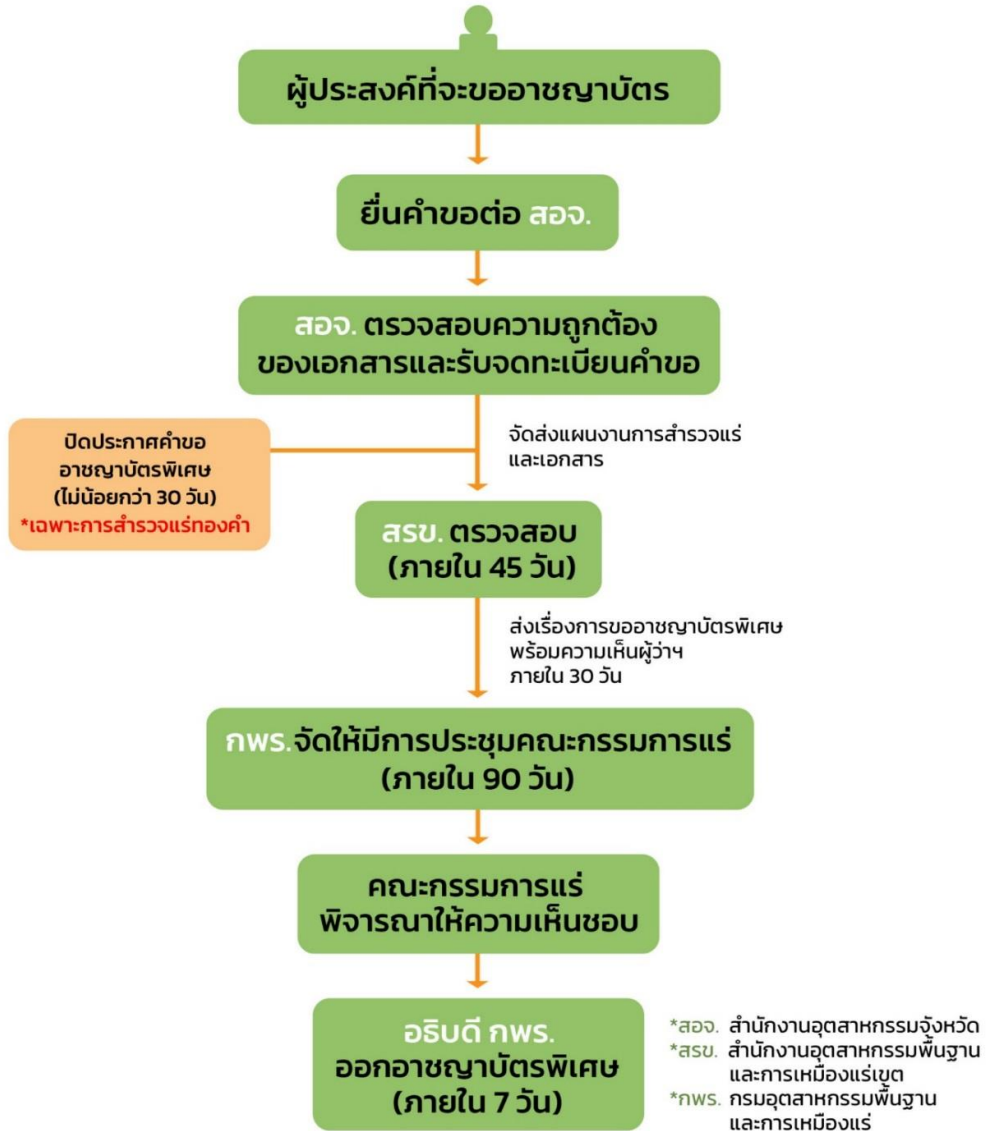 ผู้ประสงค์ที่จะขออาชญาบัตร
ยื่นคำขอต่อ สอจ.
สอจ. ตรวจสอบความถูกต้อง
ของเอกสารและรับจดทะเบียนคำขอ
ปิดประกาศคำขอ
อาชญาบัตรพิเศษ
(ไม่น้อยกว่า 30 วัน)
*เฉพาะการสำรวจแร่ทองคำ
จัดส่งแผนงานการสำรวจแร่
และเอกสาร
สรข. ตรวจสอบ
(ภายใน 45 วัน)
ส่งเรื่องการขออาชญาบัตรพิเศษ
พร้อมความเห็นผู้ว่าฯ
ภายใน 30 วัน
กพร.จัดให้มีการประชุมคณะกรรมการแร่
(ภายใน 90 วัน)
คณะกรรมการแร่
พิจารณาให้ความเห็นชอบ
อธิบดี กพร.
ออกอาชญาบัตรพิเศษ
(ภายใน 7 วัน)
*สอจ. สำนักงานอุตสาหกรรมจังหวัด
*สรข. สำนักงานอุตสาหกรรมพื้นฐาน
และการเหมืองแร่เขต
*กพร. กรมอุตสาหกรรมพื้นฐาน
และการเหมืองแร่